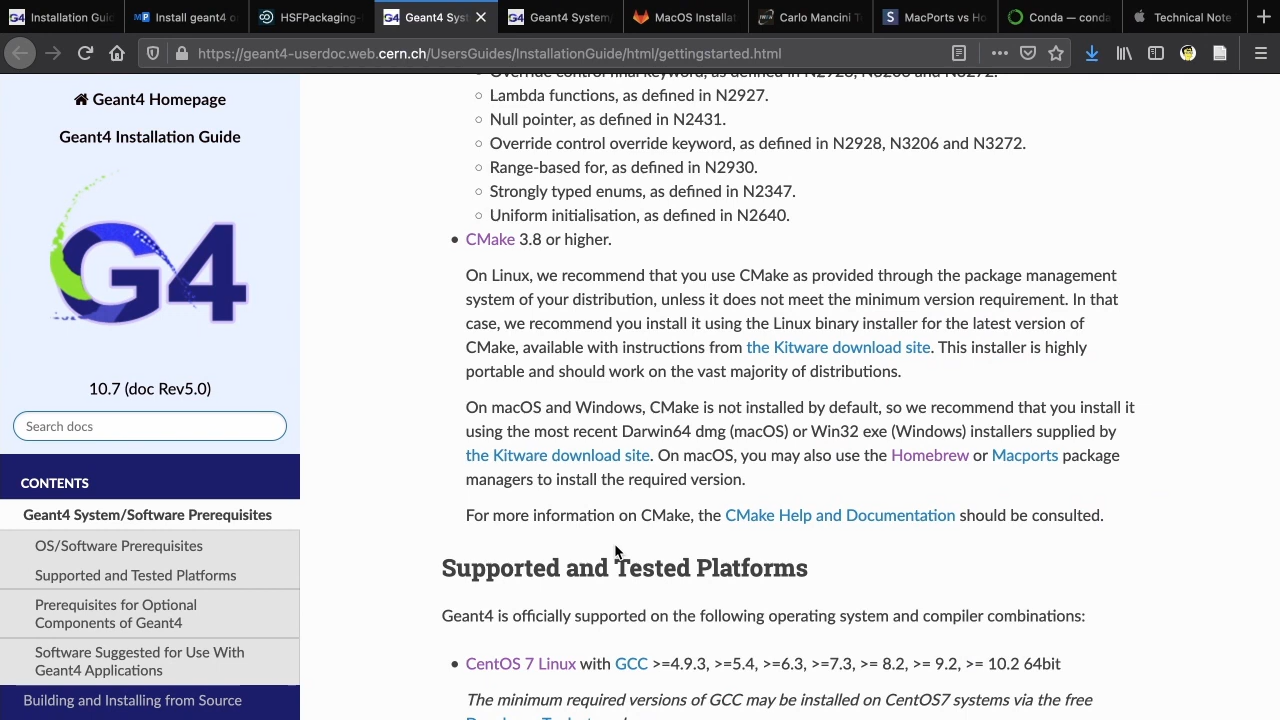 Installation Guid
Install geant4 o
HSFPackaging
Geant4 Sys
Geant4 System/
MacOS Installat
Carlo Mancini T
MacPorts vs Ho
Conda — conda
Technical Note
https://geant4-userdoc.web.cern.ch/UsersGuides/InstallationGuide/html/gettingstarted.html
Geant4 Homepage
Geant4 Installation Guide
G4
10.7 (doc Rev5.0)
Search docs
CONTENTS
Geant4 System/Software Prerequisites
OS/Software Prerequisites
Supported and Tested Platforms
Prerequisites for Optional
Components of Geant4
Software Suggested for Use With
Geant4 Applications
Building and Installing from Source
Override control final keyword, as defined in N2928, N3206 and N3272.
Lambda functions, as defined in N2927.
Null pointer, as defined in N2431.
Override control override keyword, as defined in N2928, N3206 and N3272.
Range-based for, as defined in N2930.
Strongly typed enums, as defined in N2347.
Uniform initialisation, as defined in N2640.
CMake 3.8 or higher.
On Linux, we recommend that you use CMake as provided through the package management
system of your distribution, unless it does not meet the minimum version requirement. In that
case, we recommend you install it using the Linux binary installer for the latest version of
CMake, available with instructions from the Kitware download site. This installer is highly
portable and should work on the vast majority of distributions.
On macOS and Windows, CMake is not installed by default, so we recommend that you install it
using the most recent Darwin64 dmg (macOS) or Win32 exe (Windows) installers supplied by
the Kitware download site. On macOS, you may also use the Homebrew or Macports package
managers to install the required version.
For more information on CMake, the CMake Help and Documentation should be consulted.
Supported and Tested Platforms
Geant4 is officially supported on the following operating system and compiler combinations:
CentOS 7 Linux with GCC >=4.9.3, >=5.4, >=6.3, >=7.3, >= 8.2, >= 9.2, >= 10.2 64bit
The minimum required versions of GCC may be installed on CentOS7 systems via the free